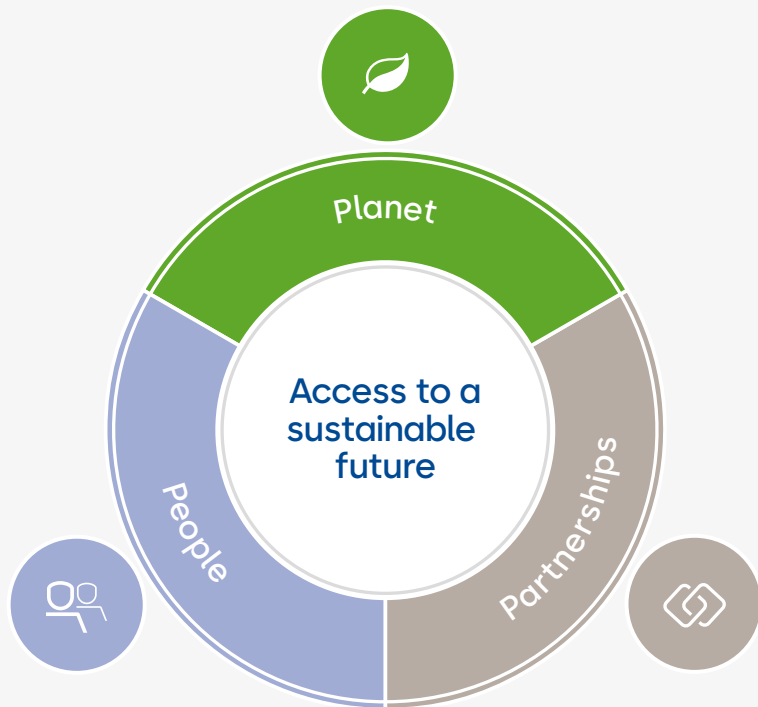 Planet
Access to a
sustainable
future
People
Partnerships